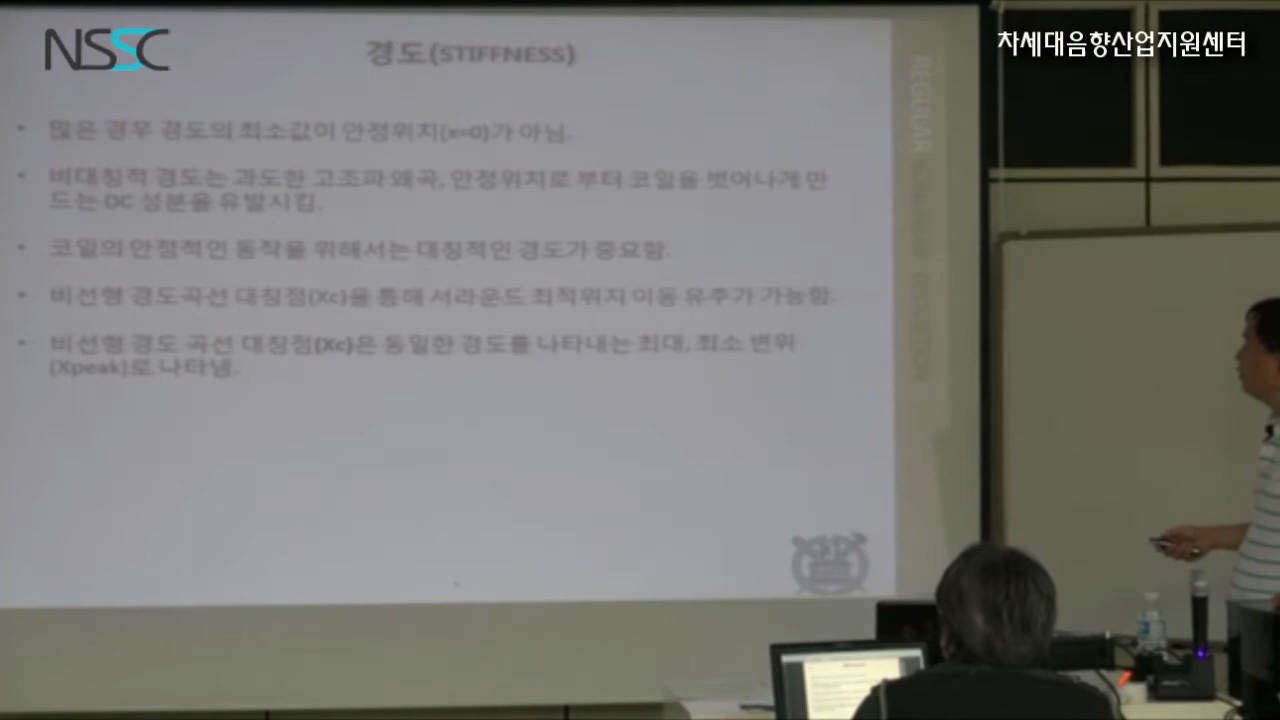 NSSC
차세대음향산업지원센터
경도(STIFFNESS)
• 많은 경우 경도의 최소값이 안정위치(x=0)가 아님.
• 비대칭적 경도는 과도한 고조파 왜곡, 안정위치로 부터 코일을 벗어나게 만
드는 DC 성분을 유발시킴.
• 코일의 안정적인 동작을 위해서는 대칭적인 경도가 중요함.
• 비선형 경도곡선 대칭점(Xc)을 통해 서라운드 최적위치 이동 유추가 가능함.
• 비선형 경도 곡선 대칭점(Xc)은 동일한 경도를 나타내는 최대, 최소 변위
(Xpeak)로 나타냄.
REGULAR